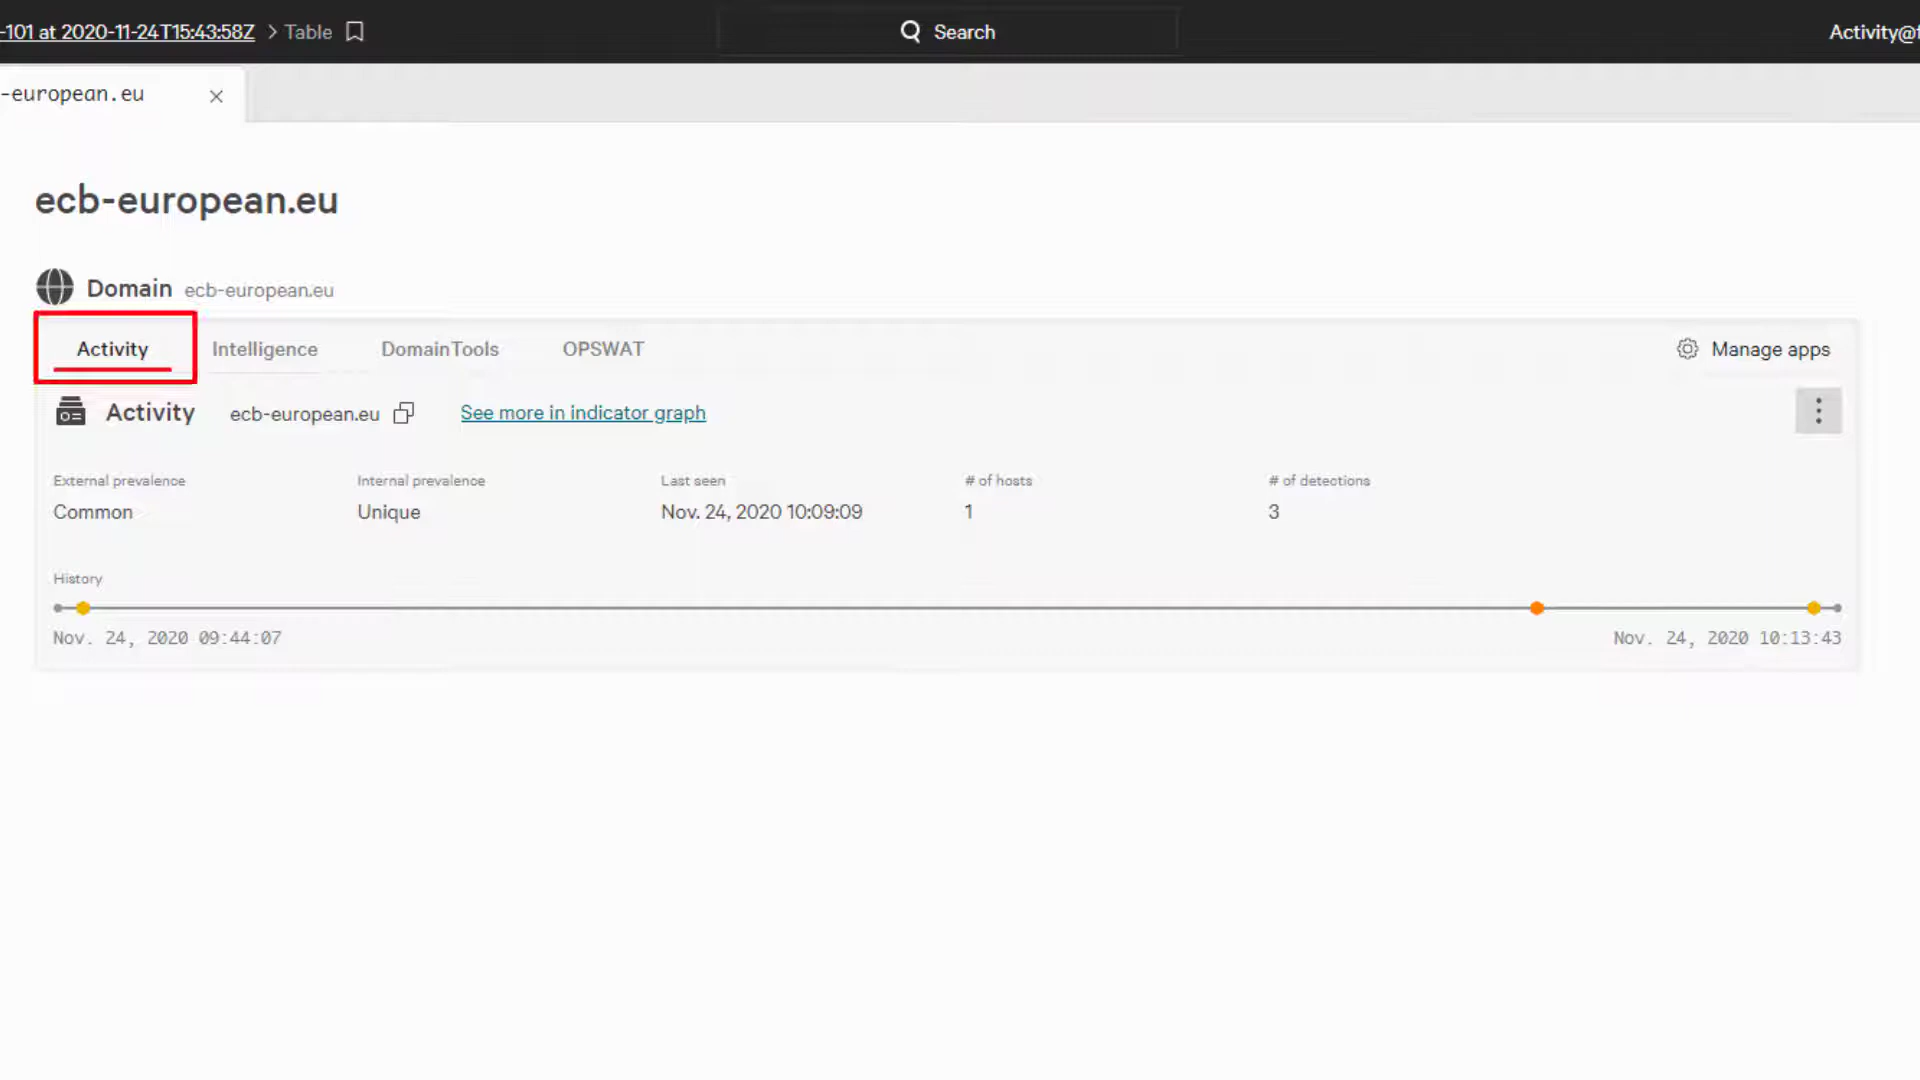 -101 at 2020-11-24T15:43:58Z > Table
Search
Activity@
-european.eu
ecb-european.eu
Domain ecb-european.eu
Activity Intelligence DomainTools OPSWAT Manage apps
Activity ecb-european.eu See more in indicator graph
External prevalence Internal prevalence Last seen # of hosts # of detections
Common Unique Nov. 24, 2020 10:09:09 1 3
History
Nov. 24, 2020 09:44:07 Nov. 24, 2020 10:13:43